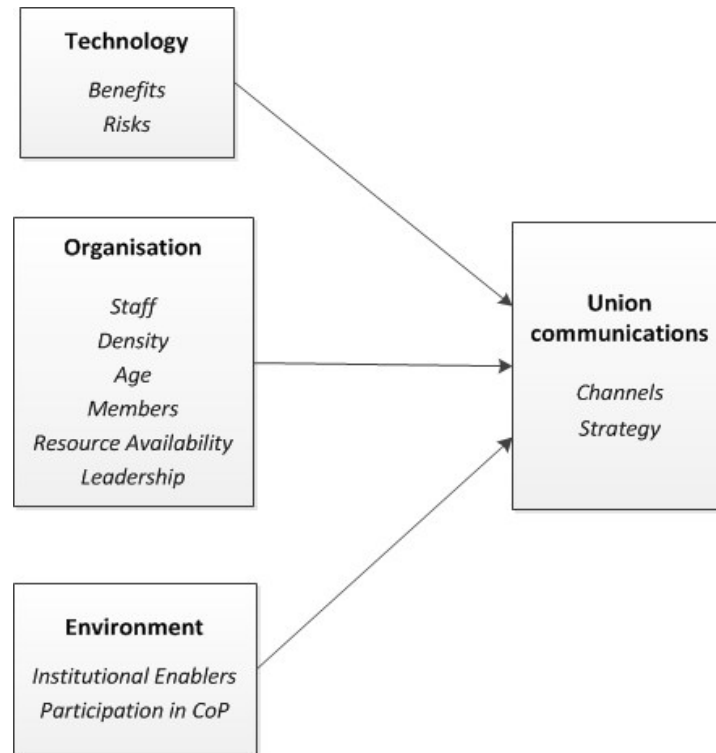 Technology
Benefits
Risks
Organisation
Staff
Density
Age
Members
Resource Availability
Leadership
Union
communications
Channels
Strategy
Environment
Institutional Enablers
Participation in CoP